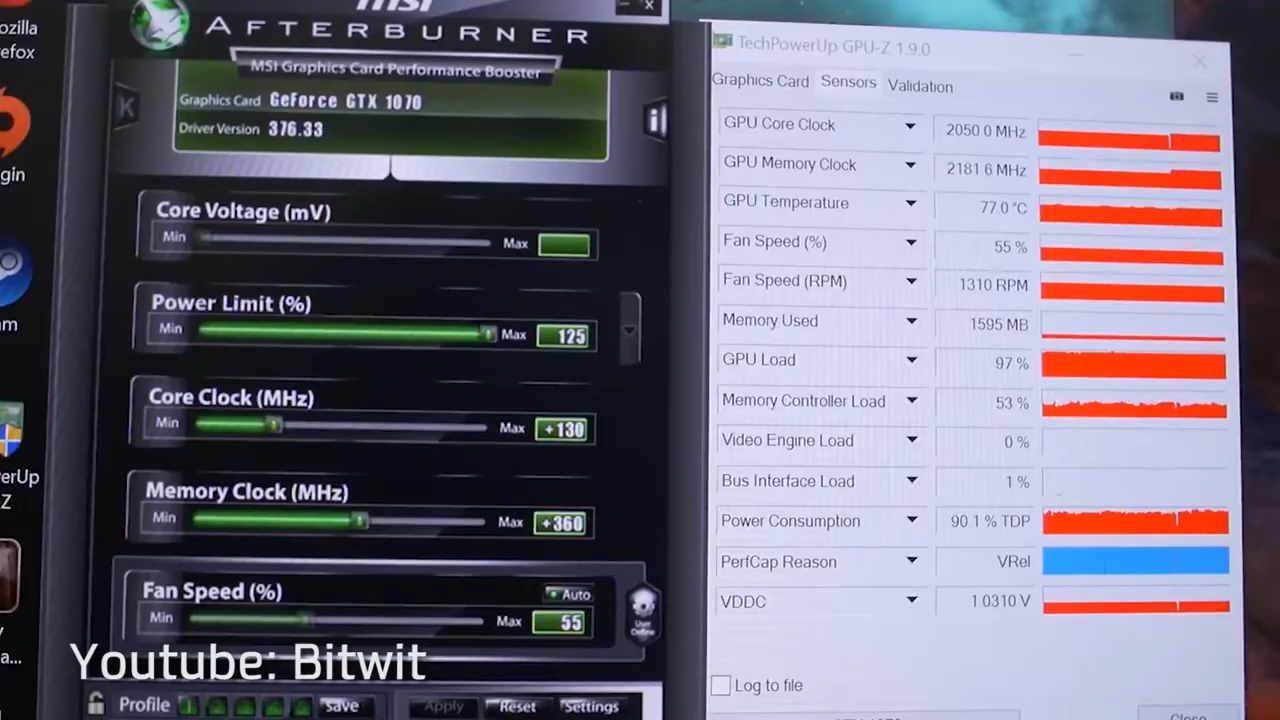 ozilla
efox
gin
am
erUp
Z
a...
msi
AFTERBURNER
MSI Graphics Card Performance Booster
Graphics Card GeForce GTX 1070
Driver Version 376.33
K
i
Core Voltage (mV)
Min Max
Power Limit (%)
Min Max 125
Core Clock (MHz)
Min Max +130
Memory Clock (MHz)
Min Max +360
Fan Speed (%)
Auto
Min Max 55
User Define
Profile 1 Save Apply Reset Settings
Youtube: Bitwit
TechPowerUp GPU-Z 1.9.0
Graphics Card Sensors Validation
GPU Core Clock 2050 0 MHz
GPU Memory Clock 2181 6 MHz
GPU Temperature 77.0 °C
Fan Speed (%) 55 %
Fan Speed (RPM) 1310 RPM
Memory Used 1595 MB
GPU Load 97 %
Memory Controller Load 53 %
Video Engine Load 0 %
Bus Interface Load 1 %
Power Consumption 90 1 % TDP
PerfCap Reason VRel
VDDC 1 0310 V
Log to file
Close